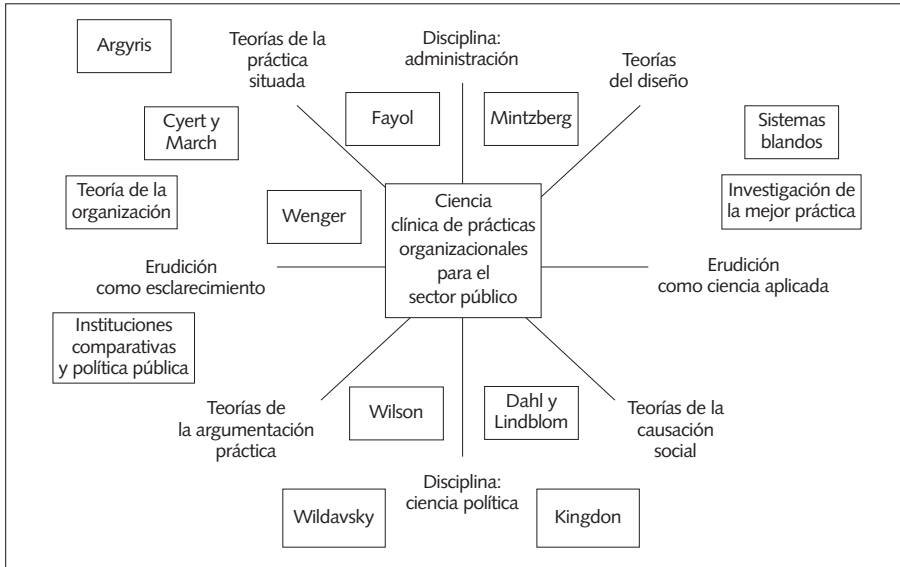 Argyris
Teorías de la
práctica
situada
Disciplina:
administración
Teorías
del diseño
Cyert y
March
Fayol
Mintzberg
Sistemas
blandos
Teoría de la
organización
Wenger
Ciencia
clínica de prácticas
organizacionales
para el
sector público
Investigación de
la mejor práctica
Erudición
como esclarecimiento
Erudición
como ciencia aplicada
Instituciones
comparativas
y política pública
Teorías de
la argumentación
práctica
Wilson
Dahl y
Lindblom
Teorías de la
causación
social
Disciplina:
ciencia política
Wildavsky
Kingdon